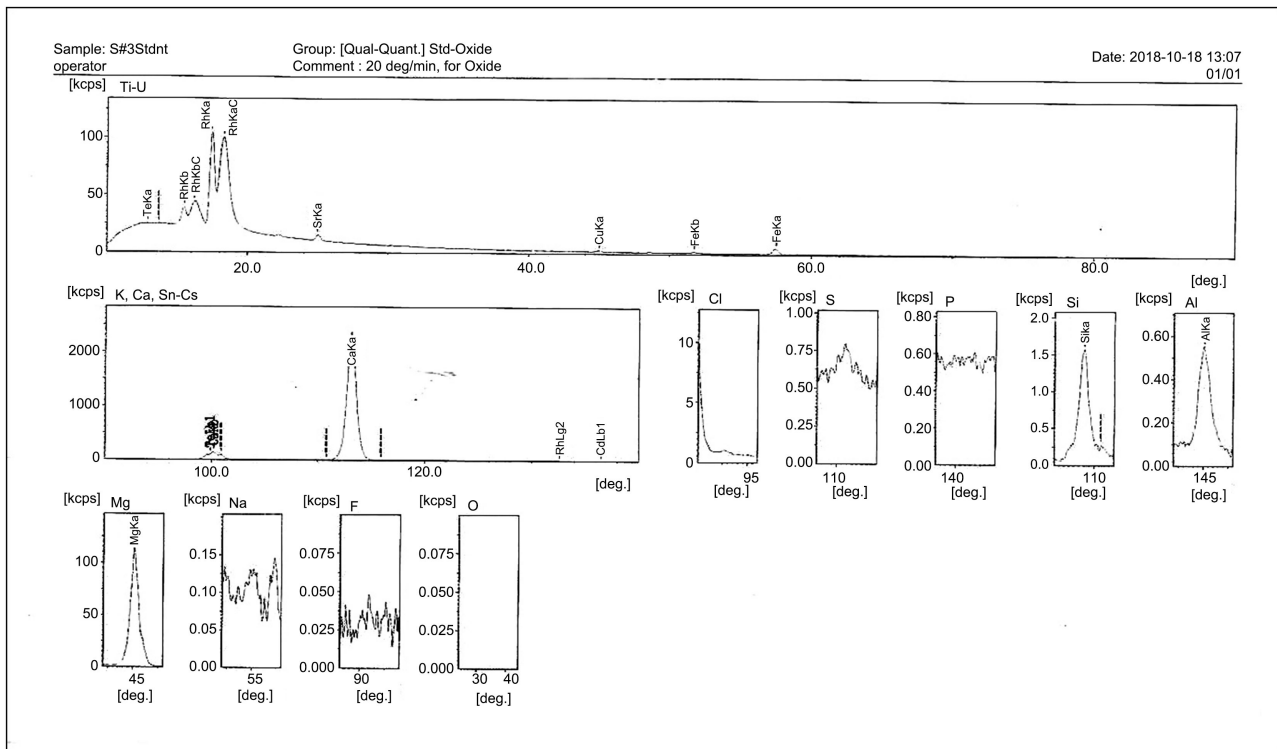 Sample: S#3Stdnt
Group: [Qual-Quant.] Std-Oxide
Date: 2018-10-18 13:07
operator
Comment : 20 deg/min, for Oxide
01/01
[kcps] Ti-U
100
50
0
TeKa
RhKb
RhKbC
RhKa
RhKaC
SrKa
CuKa
FeKb
FeKa
20.0 40.0 60.0 80.0
[deg.]
[kcps] K, Ca, Sn-Cs
2000
1000
0
CaKa
RhLg2
CdLb1
100.0 120.0
[deg.]
[kcps] Cl
10
5
0
95
[deg.]
[kcps] S
1.00
0.75
0.50
0.00
110
[deg.]
[kcps] P
0.80
0.60
0.40
0.20
0.00
140
[deg.]
[kcps] Si
2.0
1.5
1.0
0.5
0.0
Sika
110
[deg.]
[kcps] Al
0.60
0.40
0.20
0.00
AlKa
145
[deg.]
[kcps] Mg
100
50
0
MgKa
45
[deg.]
[kcps] Na
0.15
0.10
0.05
0.00
55
[deg.]
[kcps] F
0.075
0.050
0.025
0.000
90
[deg.]
[kcps] O
0.075
0.050
0.025
0.000
30 40
[deg.]